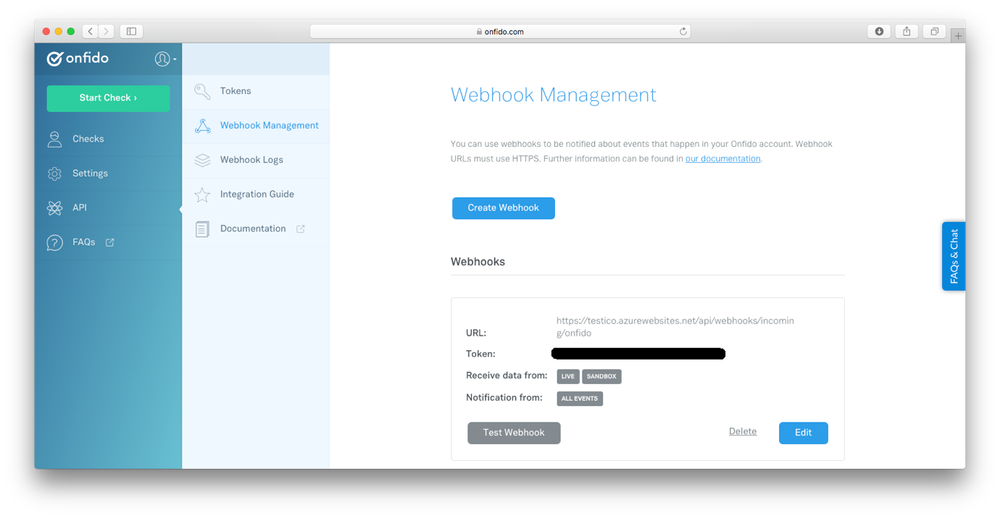 onfido.com
onfido
Start Check ›
Checks
Settings
API
FAQs
Tokens
Webhook Management
Webhook Logs
Integration Guide
Documentation
Webhook Management
You can use webhooks to be notified about events that happen in your Onfido account. Webhook
URLs must use HTTPS. Further information can be found in our documentation.
Create Webhook
Webhooks
https://testico.azurewebsites.net/api/webhooks/incomin
URL: g/onfido
Token:
Receive data from: LIVE SANDBOX
Notification from: ALL EVENTS
Test Webhook Delete Edit
FAQs & Chat